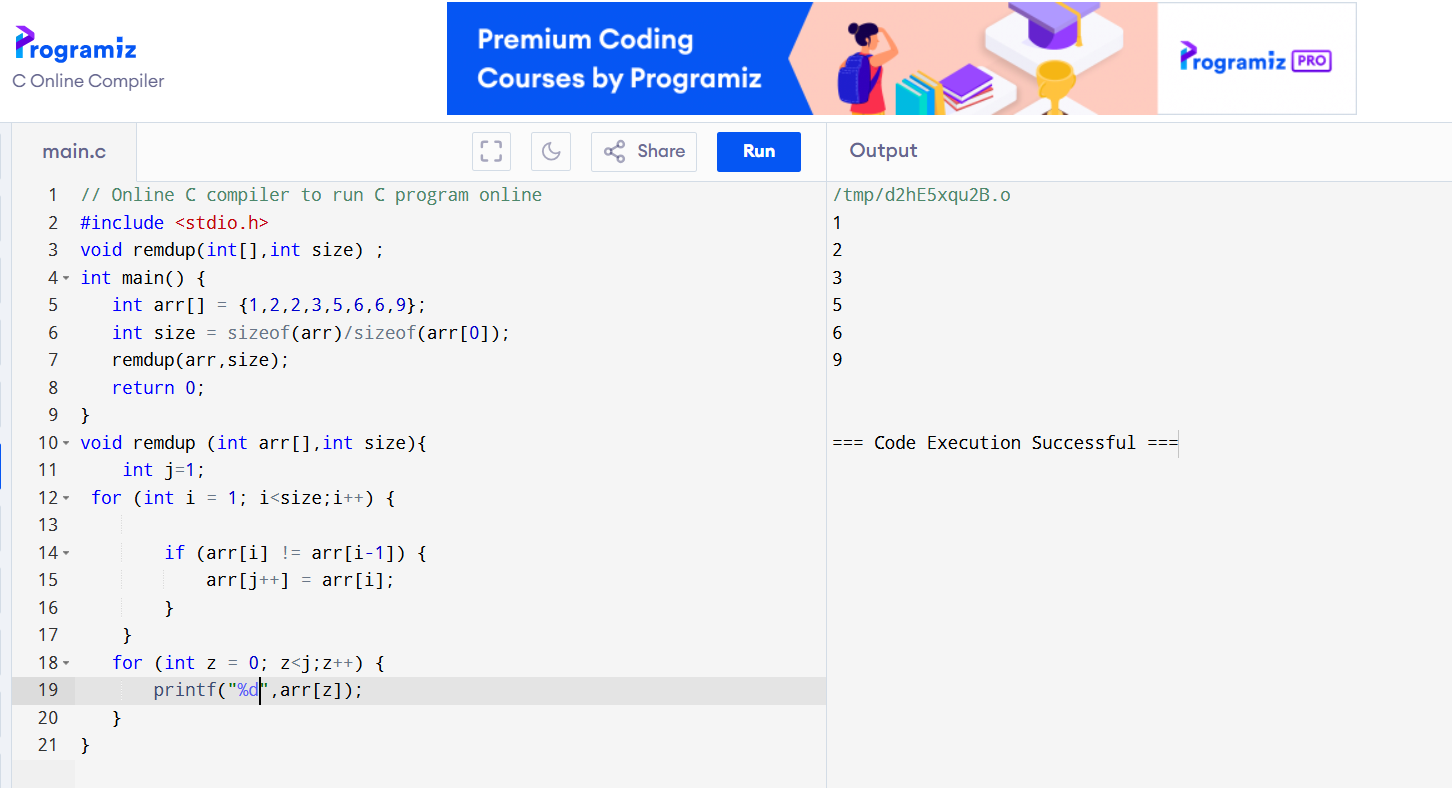 Programiz
C Online Compiler
Premium Coding
Courses by Programiz
Programiz PRO
main.c
Share
Run
Output
1 // Online C compiler to run C program online
2 #include <stdio.h>
3 void remdup(int[],int size) ;
4 int main() {
5 int arr[] = {1,2,2,3,5,6,6,9};
6 int size = sizeof(arr)/sizeof(arr[0]);
7 remdup(arr,size);
8 return 0;
9 }
10 void remdup (int arr[],int size){
11 int j=1;
12 for (int i = 1; i<size;i++) {
13
14 if (arr[i] != arr[i-1]) {
15 arr[j++] = arr[i];
16 }
17 }
18 for (int z = 0; z<j;z++) {
19 printf("%d",arr[z]);
20 }
21 }
/tmp/d2hE5xqu2B.o
1
2
3
5
6
9
=== Code Execution Successful ===